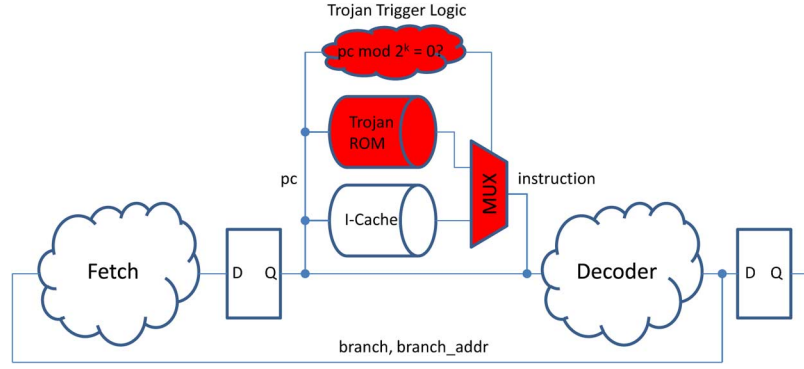 Trojan Trigger Logic
pc mod 2ᵏ = 0?
Trojan
ROM
pc
MUX
instruction
I-Cache
Fetch
D Q
Decoder
D Q
branch, branch_addr